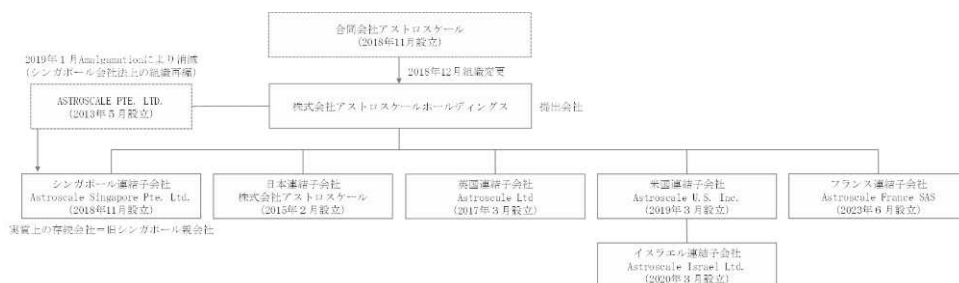 合同会社アストロスケール
(2018年11月設立)
2019年1月Amalgamationにより消滅
(シンガポール会社法上の組織再編)
2018年12月組織変更
ASTROSCALE PTE. LTD.
(2013年5月設立)
株式会社アストロスケールホールディングス
提出会社
シンガポール連結子会社
Astroscale Singapore Pte. Ltd.
(2018年11月設立)
日本連結子会社
株式会社アストロスケール
(2015年2月設立)
英国連結子会社
Astroscale Ltd
(2017年3月設立)
米国連結子会社
Astroscale U.S. Inc.
(2019年3月設立)
フランス連結子会社
Astroscale France SAS
(2023年6月設立)
実質上の存続会社＝旧シンガポール親会社
イスラエル連結子会社
Astroscale Israel Ltd.
(2020年3月設立)